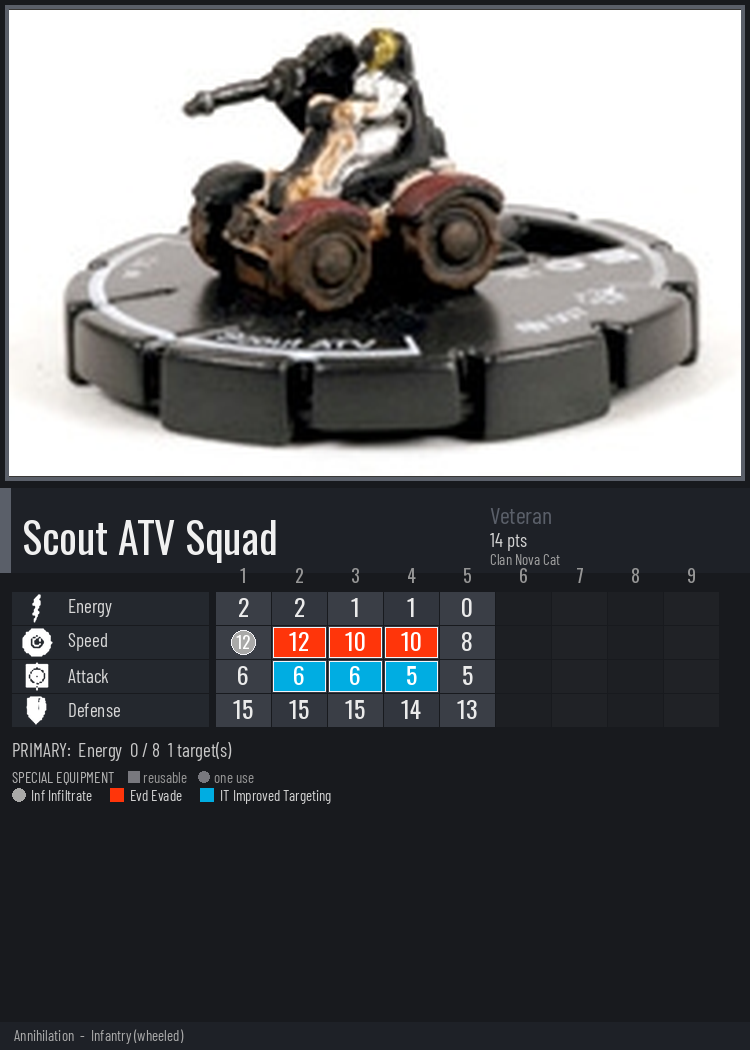 Scout ATV
Scout ATV Squad
Veteran
14 pts
Clan Nova Cat
1 2 3 4 5 6 7 8 9
Energy 2 2 1 1 0
Speed 12 12 10 10 8
Attack 6 6 6 5 5
Defense 15 15 15 14 13
PRIMARY: Energy 0 / 8 1 target(s)
SPECIAL EQUIPMENT reusable one use
Inf Infiltrate Evd Evade IT Improved Targeting
Annihilation - Infantry (wheeled)